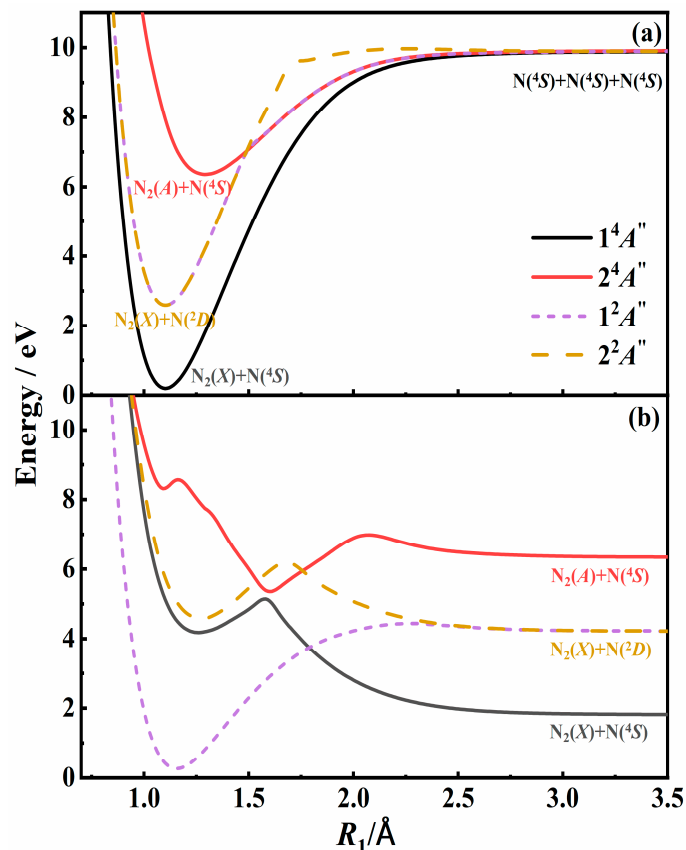 (a)
10
8
6
4
2
0
N(⁴S)+N(⁴S)+N(⁴S)
N₂(A)+N(⁴S)
N₂(X)+N(²D)
N₂(X)+N(⁴S)
1⁴A"
2⁴A"
1²A"
2²A"
Energy / eV
(b)
10
8
6
4
2
0
N₂(A)+N(⁴S)
N₂(X)+N(²D)
N₂(X)+N(⁴S)
1.0 1.5 2.0 2.5 3.0 3.5
R₁/Å